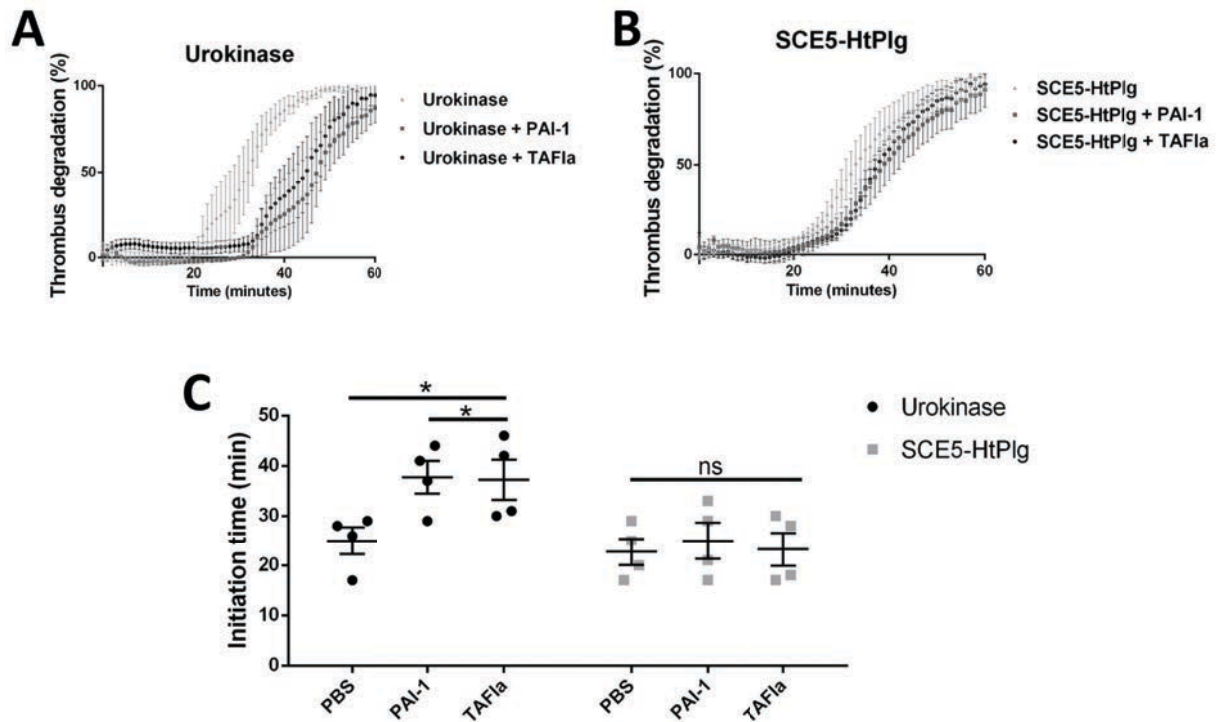 A
Urokinase
Thrombus degradation (%)
100
50
0
20
40
60
Time (minutes)
Urokinase
Urokinase + PAI-1
Urokinase + TAFIa
B
SCE5-HtPlg
Thrombus degradation (%)
100
50
0
20
40
60
Time (minutes)
SCE5-HtPlg
SCE5-HtPlg + PAI-1
SCE5-HtPlg + TAFIa
C
Initiation time (min)
50
40
30
20
10
0
*
*
ns
PBS
PAI-1
TAFIa
PBS
PAI-1
TAFIa
Urokinase
SCE5-HtPlg